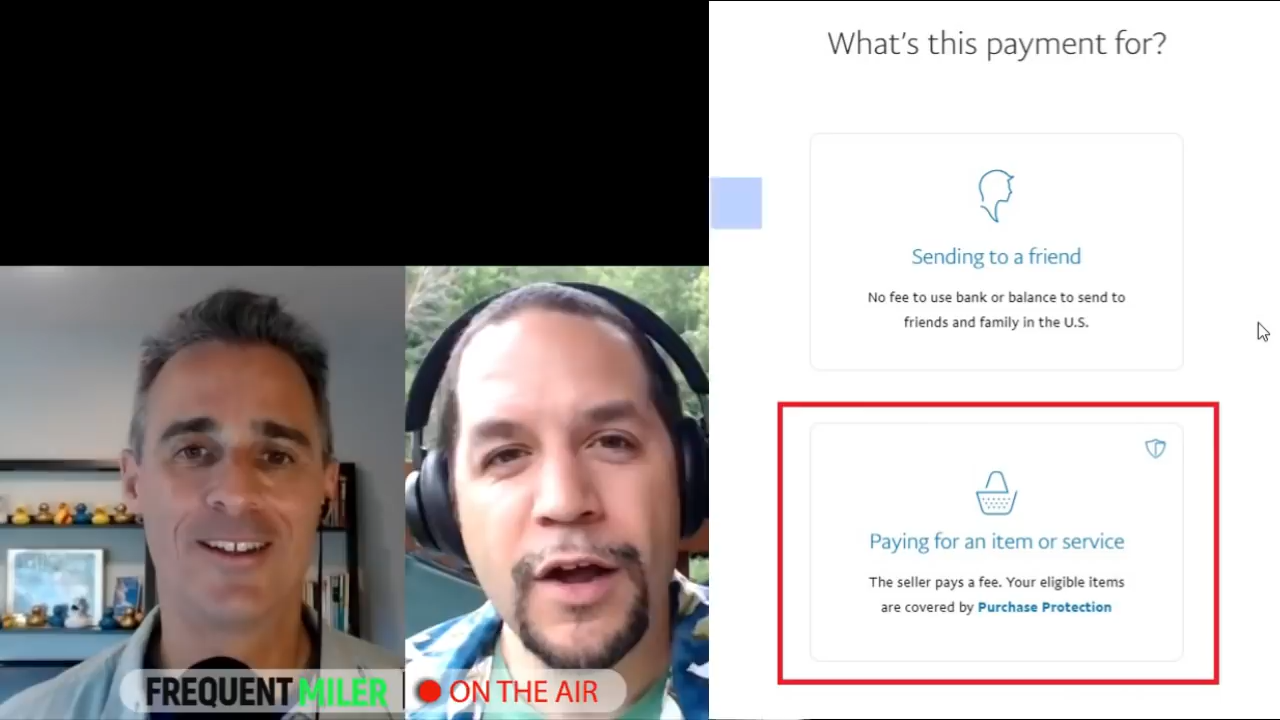 What's this payment for?
Sending to a friend
No fee to use bank or balance to send to
friends and family in the U.S.
Paying for an item or service
The seller pays a fee. Your eligible items
are covered by Purchase Protection
FREQUENT MILER
ON THE AIR